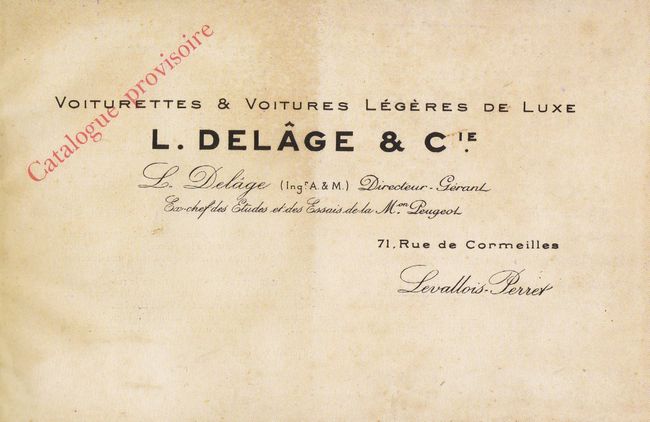 Catalogue provisoire
VOITURETTES & VOITURES LÉGÈRES DE LUXE
L. DELÂGE & CIE.
L. Delâge (Ingr A. & M.) Directeur-Gérant
Ex-chef des Etudes et des Essais de la Mon Peugeot
71, Rue de Cormeilles
Levallois-Perret